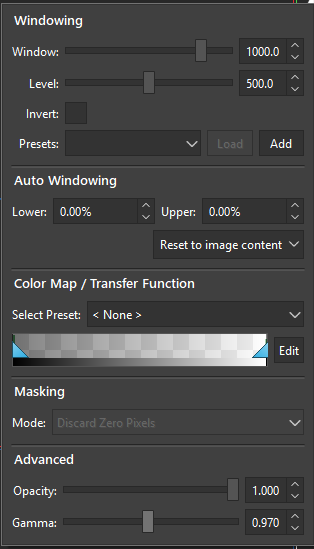 Windowing
Window: 1000.0
Level: 500.0
Invert:
Presets: Load Add
Auto Windowing
Lower: 0.00% Upper: 0.00%
Reset to image content
Color Map / Transfer Function
Select Preset: < None >
Edit
Masking
Mode: Discard Zero Pixels
Advanced
Opacity: 1.000
Gamma: 0.970